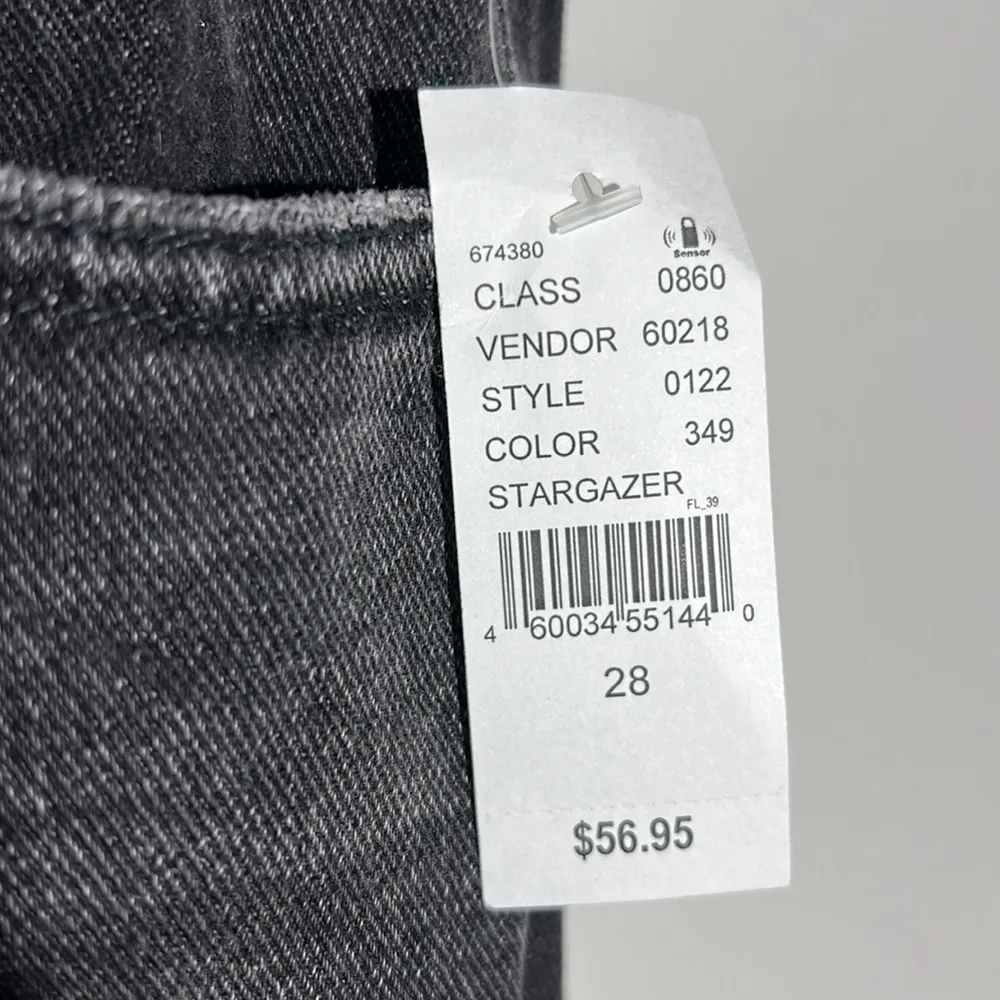 674380
Sensor
CLASS 0860
VENDOR 60218
STYLE 0122
COLOR 349
STARGAZER
FL_39
4 60034 55144 0
28
$56.95